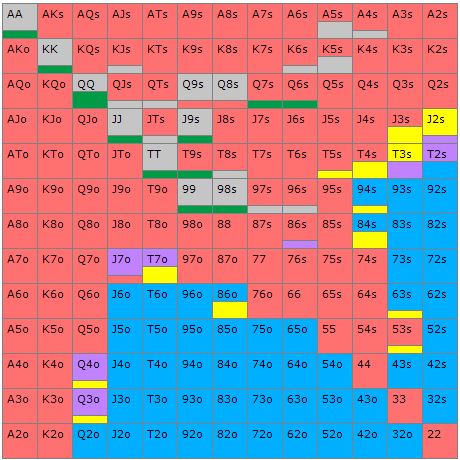 AA AKs AQs AJs ATs A9s A8s A7s A6s A5s A4s A3s A2s
AKo KK KQs KJs KTs K9s K8s K7s K6s K5s K4s K3s K2s
AQo KQo QQ QJs QTs Q9s Q8s Q7s Q6s Q5s Q4s Q3s Q2s
AJo KJo QJo JJ JTs J9s J8s J7s J6s J5s J4s J3s J2s
ATo KTo QTo JTo TT T9s T8s T7s T6s T5s T4s T3s T2s
A9o K9o Q9o J9o T9o 99 98s 97s 96s 95s 94s 93s 92s
A8o K8o Q8o J8o T8o 98o 88 87s 86s 85s 84s 83s 82s
A7o K7o Q7o J7o T7o 97o 87o 77 76s 75s 74s 73s 72s
A6o K6o Q6o J6o T6o 96o 86o 76o 66 65s 64s 63s 62s
A5o K5o Q5o J5o T5o 95o 85o 75o 65o 55 54s 53s 52s
A4o K4o Q4o J4o T4o 94o 84o 74o 64o 54o 44 43s 42s
A3o K3o Q3o J3o T3o 93o 83o 73o 63o 53o 43o 33 32s
A2o K2o Q2o J2o T2o 92o 82o 72o 62o 52o 42o 32o 22